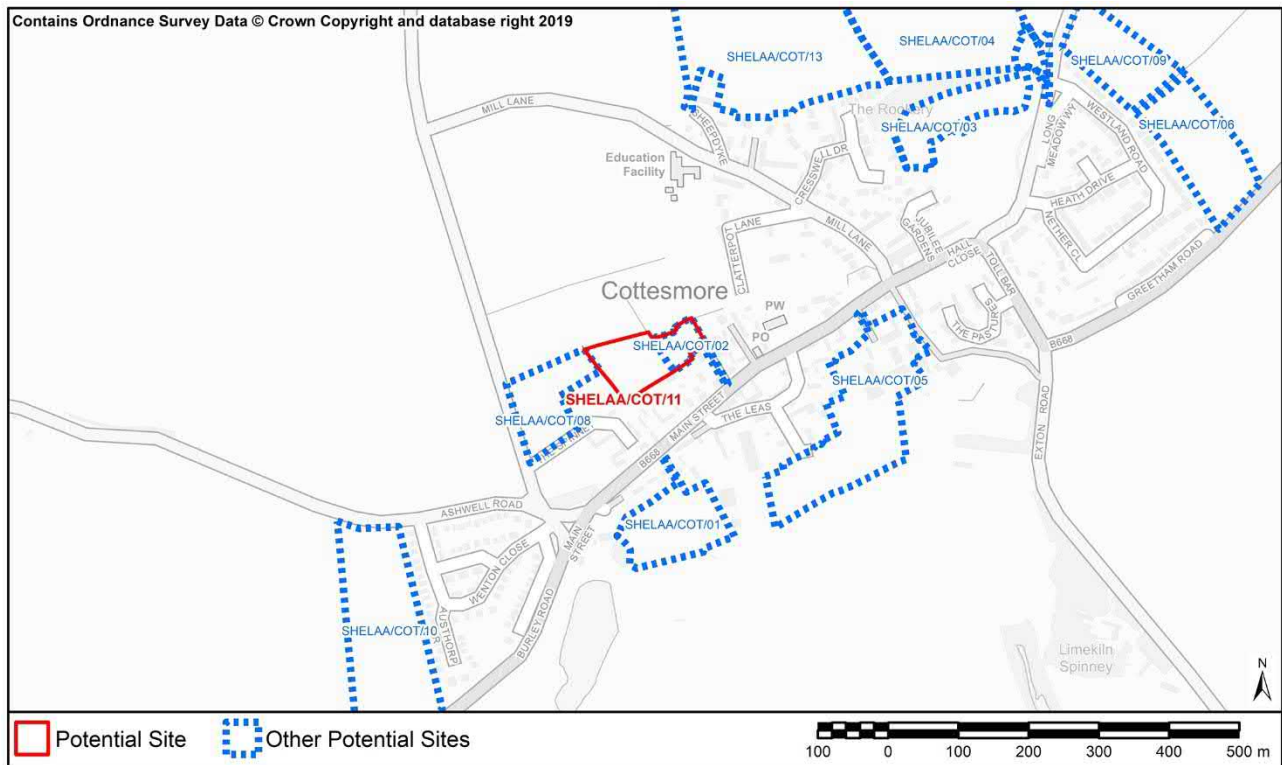 Contains Ordnance Survey Data © Crown Copyright and database right 2019
SHELAA/COT/13
SHELAA/COT/04
SHELAA/COT/09
MILL LANE
SHEEPDYKE
The Rookery
SHELAA/COT/03
LONG
MEADOW WY
WESTLAND ROAD
SHELAA/COT/06
Education
Facility
CRESSWELL DR
HEATH DRIVE
NETHER CL
CLATTERPOT LANE
MILL LANE
JUBILEE
GARDENS
HALL
CLOSE
TOLLBAR
GREETHAM ROAD
Cottesmore
PW
PO
THE PASTURES
B668
SHELAA/COT/02
SHELAA/COT/05
SHELAA/COT/11
SHELAA/COT/08
MAIN STREET
THE LEAS
B668
EXTON ROAD
ASHWELL ROAD
SHELAA/COT/01
MAIN
STREET
WENTON CLOSE
AUSTHORP
SHELAA/COT/10
BURLEY ROAD
Limekiln
Spinney
N
Potential Site
Other Potential Sites
100 0 100 200 300 400 500 m